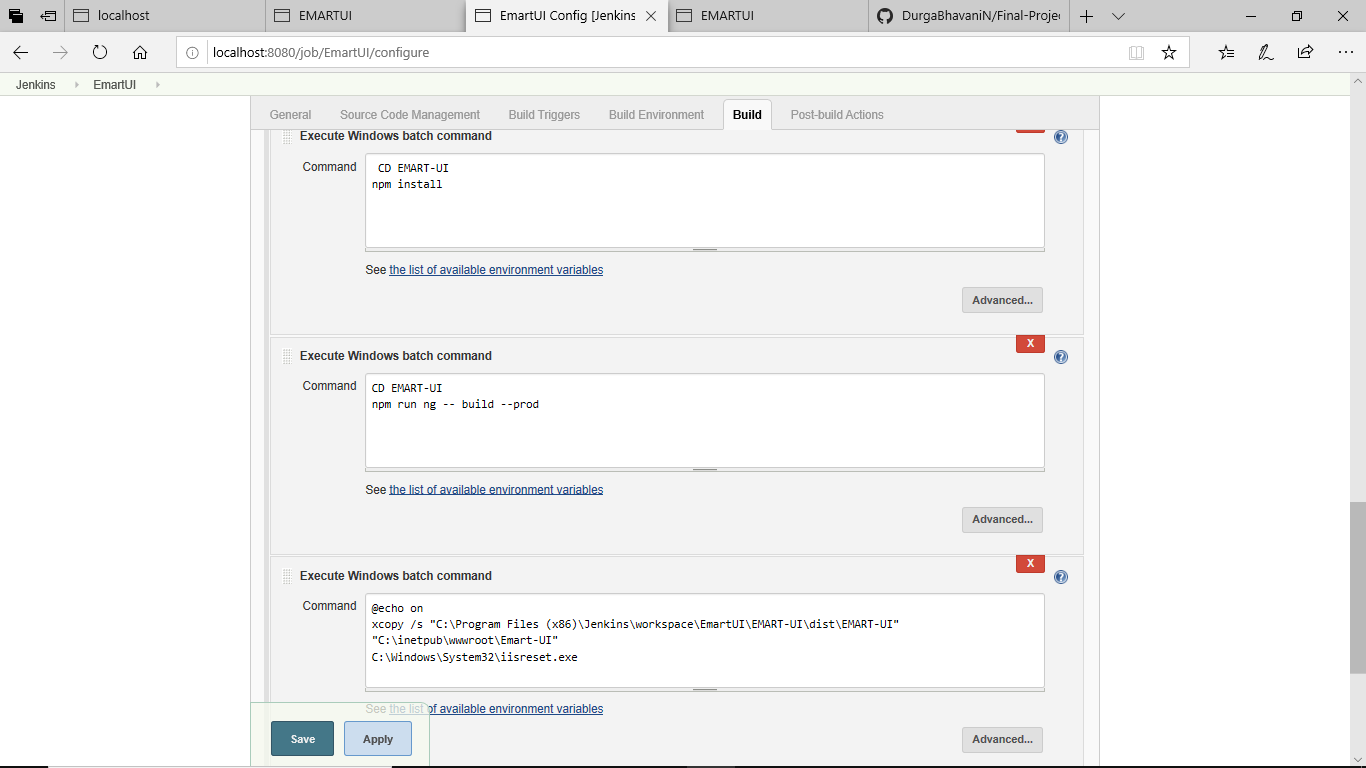 localhost
EMARTUI
EmartUI Config [Jenkins
EMARTUI
DurgaBhavaniN/Final-Proje
localhost:8080/job/EmartUI/configure
Jenkins
EmartUI
General
Source Code Management
Build Triggers
Build Environment
Build
Post-build Actions
Execute Windows batch command
Command
CD EMART-UI
npm install
See the list of available environment variables
Advanced...
X
Execute Windows batch command
Command
CD EMART-UI
npm run ng -- build --prod
See the list of available environment variables
Advanced...
X
Execute Windows batch command
Command
@echo on
xcopy /s "C:\Program Files (x86)\Jenkins\workspace\EmartUI\EMART-UI\dist\EMART-UI"
"C:\inetpub\wwwroot\Emart-UI"
C:\Windows\System32\iisreset.exe
See the list of available environment variables
Save
Apply
Advanced...